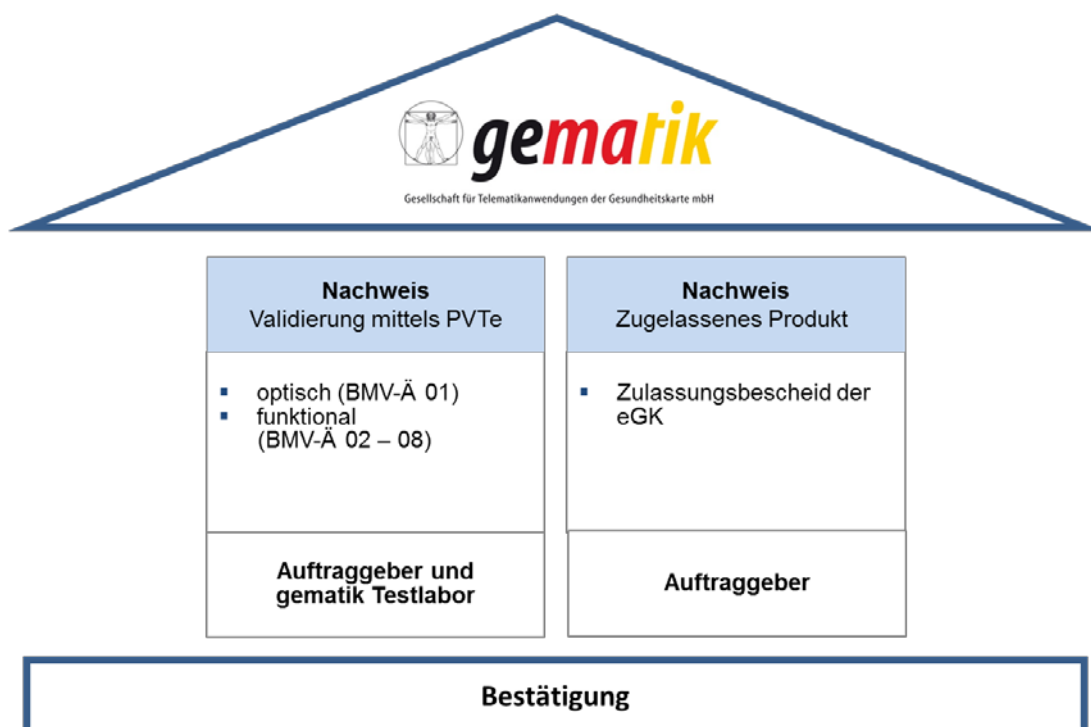 gematik
Gesellschaft für Telematikanwendungen der Gesundheitskarte mbH
Nachweis
Validierung mittels PVTe
▪ optisch (BMV-Ä 01)
▪ funktional
(BMV-Ä 02 – 08)
Auftraggeber und
gematik Testlabor
Nachweis
Zugelassenes Produkt
▪ Zulassungsbescheid der
eGK
Auftraggeber
Bestätigung